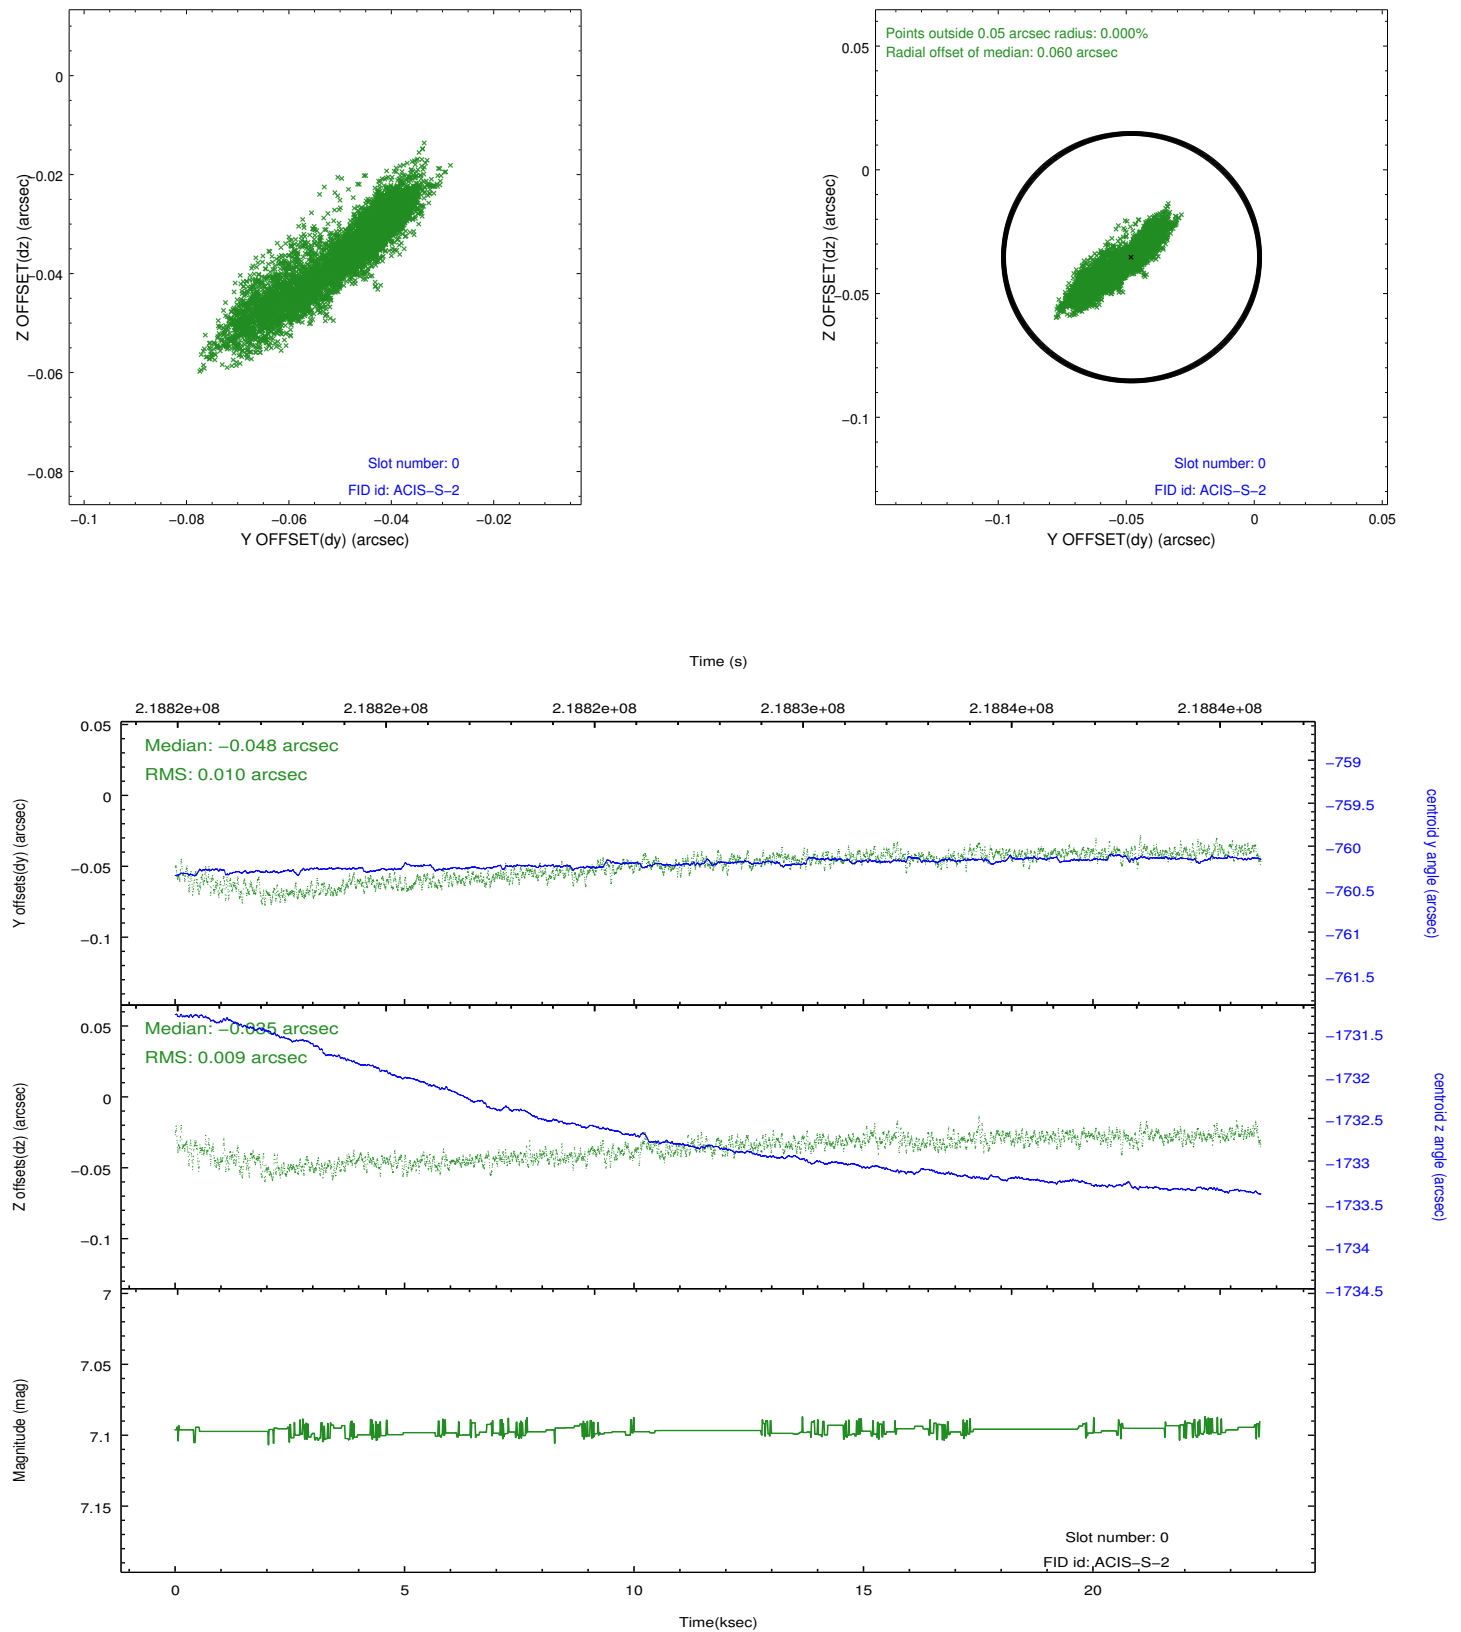 0
−0.02
−0.04
−0.06
−0.08
Z OFFSET(dz) (arcsec)
−0.1
−0.08
−0.06
−0.04
−0.02
Y OFFSET(dy) (arcsec)
Slot number: 0
FID id: ACIS−S−2
Points outside 0.05 arcsec radius: 0.000%
Radial offset of median: 0.060 arcsec
0.05
0
−0.05
−0.1
Z OFFSET(dz) (arcsec)
−0.1
−0.05
0
0.05
Y OFFSET(dy) (arcsec)
Slot number: 0
FID id: ACIS−S−2
Time (s)
2.1882e+08
2.1882e+08
2.1882e+08
2.1883e+08
2.1884e+08
2.1884e+08
Median: −0.048 arcsec
RMS: 0.010 arcsec
0.05
0
−0.05
−0.1
Y offsets(dy) (arcsec)
−759
−759.5
−760
−760.5
−761
−761.5
centroid y angle (arcsec)
Median: −0.035 arcsec
RMS: 0.009 arcsec
0.05
0
−0.05
−0.1
Z offsets(dz) (arcsec)
−1731.5
−1732
−1732.5
−1733
−1733.5
−1734
−1734.5
centroid z angle (arcsec)
7
7.05
7.1
7.15
Magnitude (mag)
Slot number: 0
FID id: ACIS−S−2
0
5
10
15
20
Time(ksec)